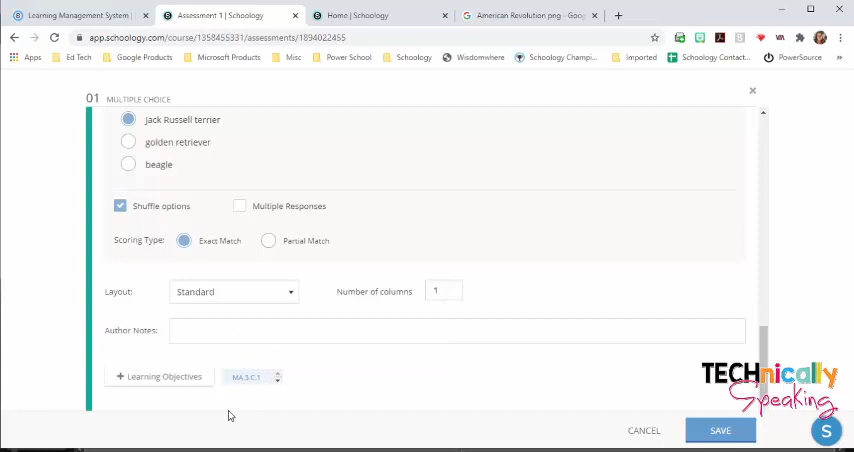 Learning Management System |
Assessment 1 | Schoology
Home | Schoology
American Revolution png - Goog
app.schoology.com/course/1358455331/assessments/1894022455
Apps
Ed Tech
Google Products
Microsoft Products
Misc
Power School
Schoology
Wisdomwhere
Schoology Champi...
Imported
Schoology Contact...
PowerSource
01 MULTIPLE CHOICE
Jack Russell terrier
golden retriever
beagle
Shuffle options
Multiple Responses
Scoring Type:
Exact Match
Partial Match
Layout:
Standard
Number of columns
1
Author Notes:
+ Learning Objectives
MA.3.C.1
TECHnically
Speaking
CANCEL
SAVE
S